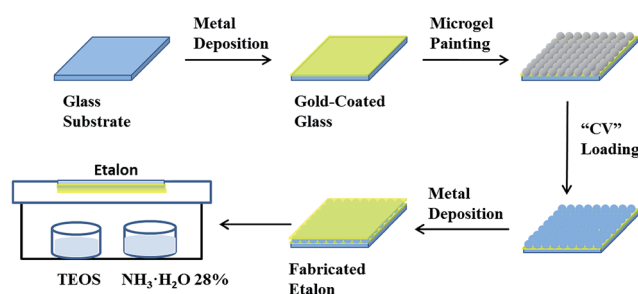 Metal
Deposition
Microgel
Painting
Glass
Substrate
Gold-Coated
Glass
“CV”
Loading
Etalon
Metal
Deposition
Fabricated
Etalon
TEOS
NH₃·H₂O 28%